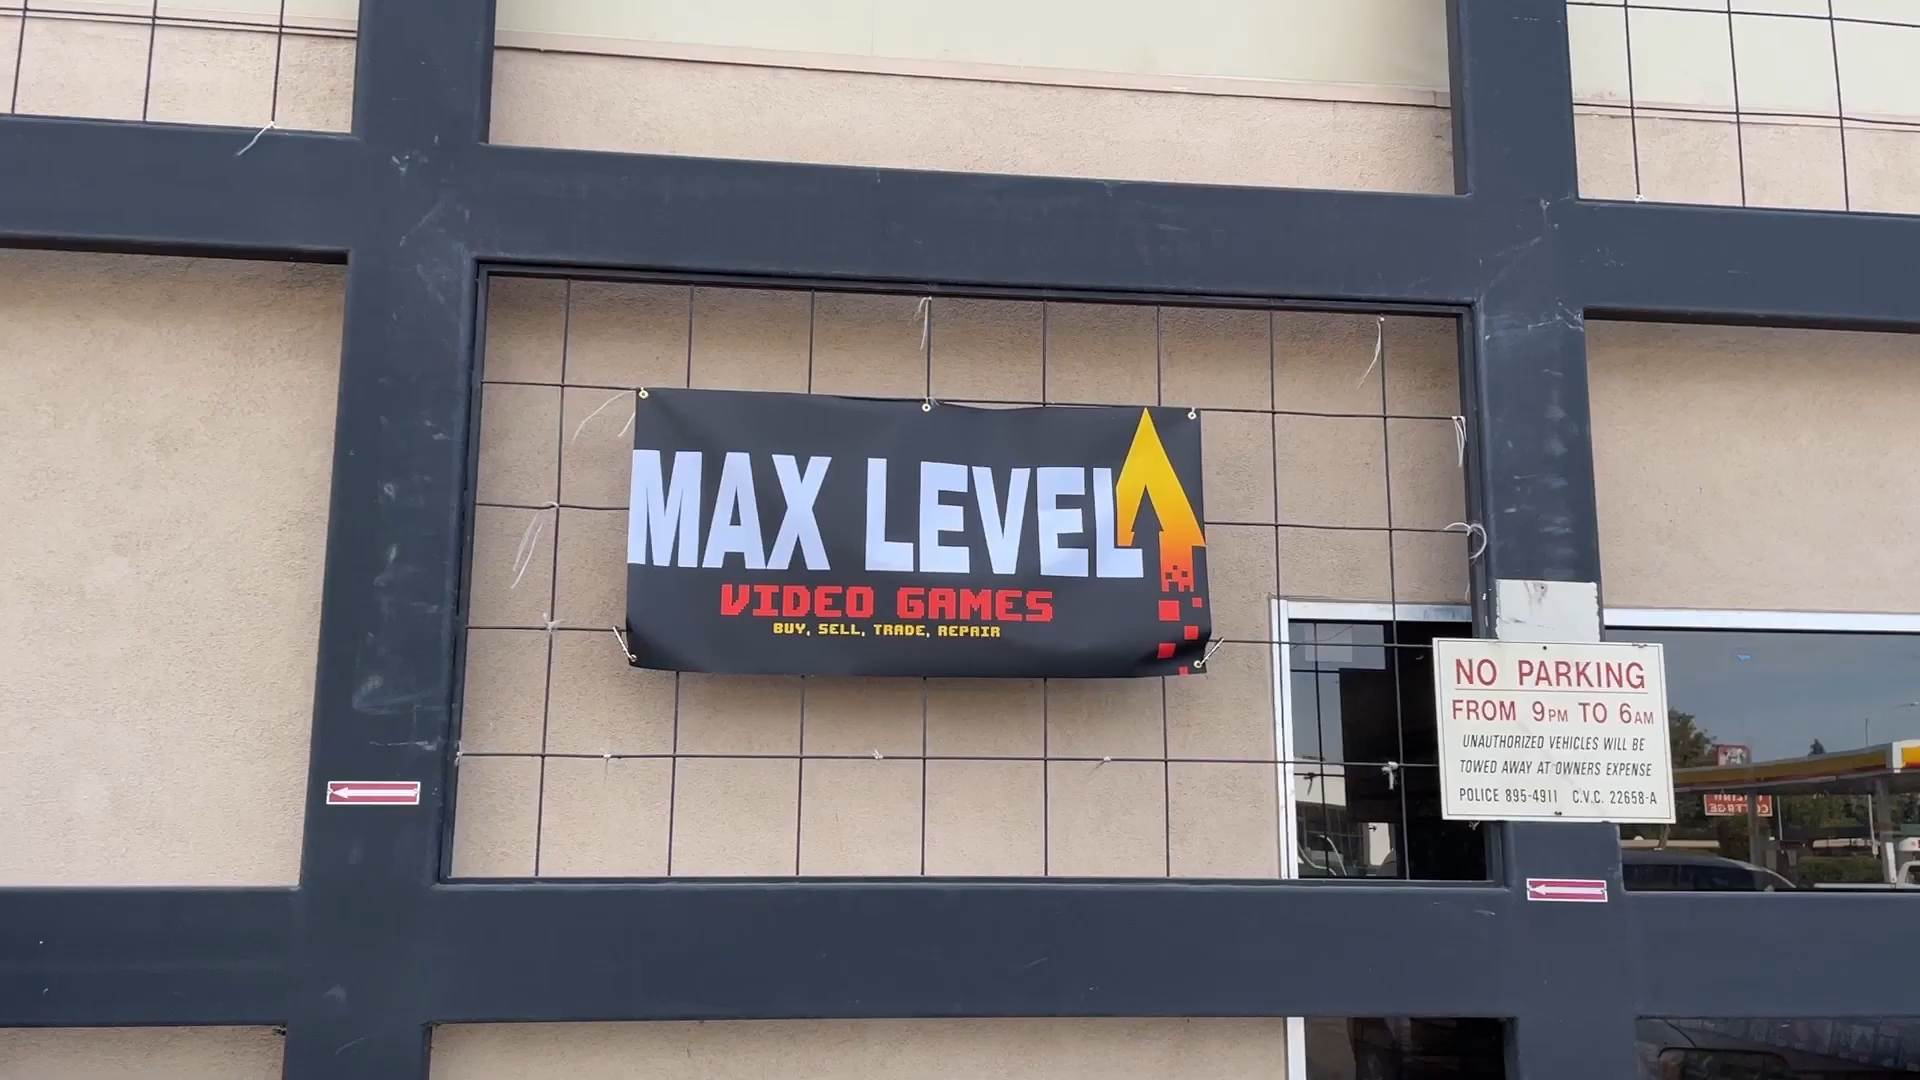 MAX LEVEL
VIDEO GAMES
BUY, SELL, TRADE, REPAIR
NO PARKING
FROM 9PM TO 6AM
UNAUTHORIZED VEHICLES WILL BE
TOWED AWAY AT OWNERS EXPENSE
POLICE 895-4911 C.V.C. 22658-A